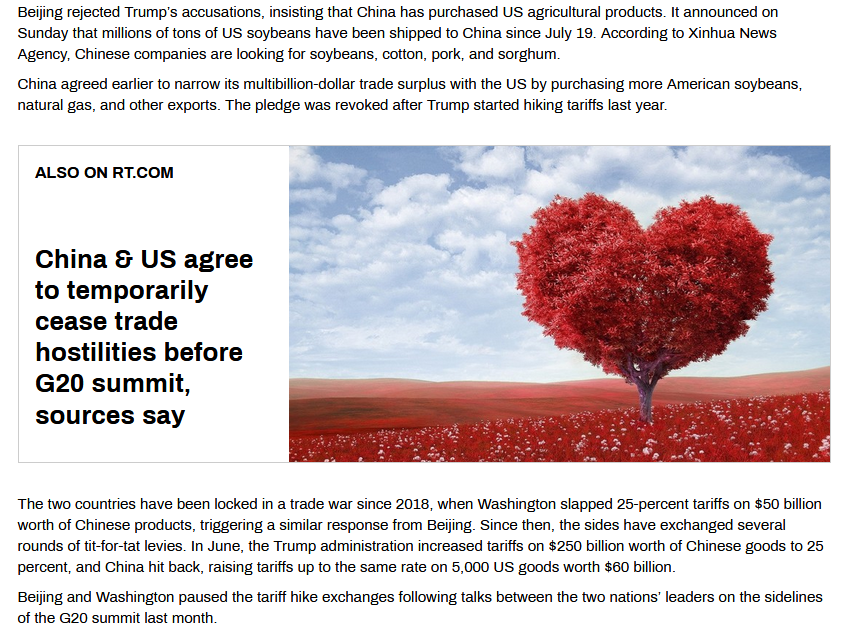 Beijing rejected Trump’s accusations, insisting that China has purchased US agricultural products. It announced on
Sunday that millions of tons of US soybeans have been shipped to China since July 19. According to Xinhua News
Agency, Chinese companies are looking for soybeans, cotton, pork, and sorghum.
China agreed earlier to narrow its multibillion-dollar trade surplus with the US by purchasing more American soybeans,
natural gas, and other exports. The pledge was revoked after Trump started hiking tariffs last year.
ALSO ON RT.COM
China & US agree
to temporarily
cease trade
hostilities before
G20 summit,
sources say
The two countries have been locked in a trade war since 2018, when Washington slapped 25-percent tariffs on $50 billion
worth of Chinese products, triggering a similar response from Beijing. Since then, the sides have exchanged several
rounds of tit-for-tat levies. In June, the Trump administration increased tariffs on $250 billion worth of Chinese goods to 25
percent, and China hit back, raising tariffs up to the same rate on 5,000 US goods worth $60 billion.
Beijing and Washington paused the tariff hike exchanges following talks between the two nations’ leaders on the sidelines
of the G20 summit last month.